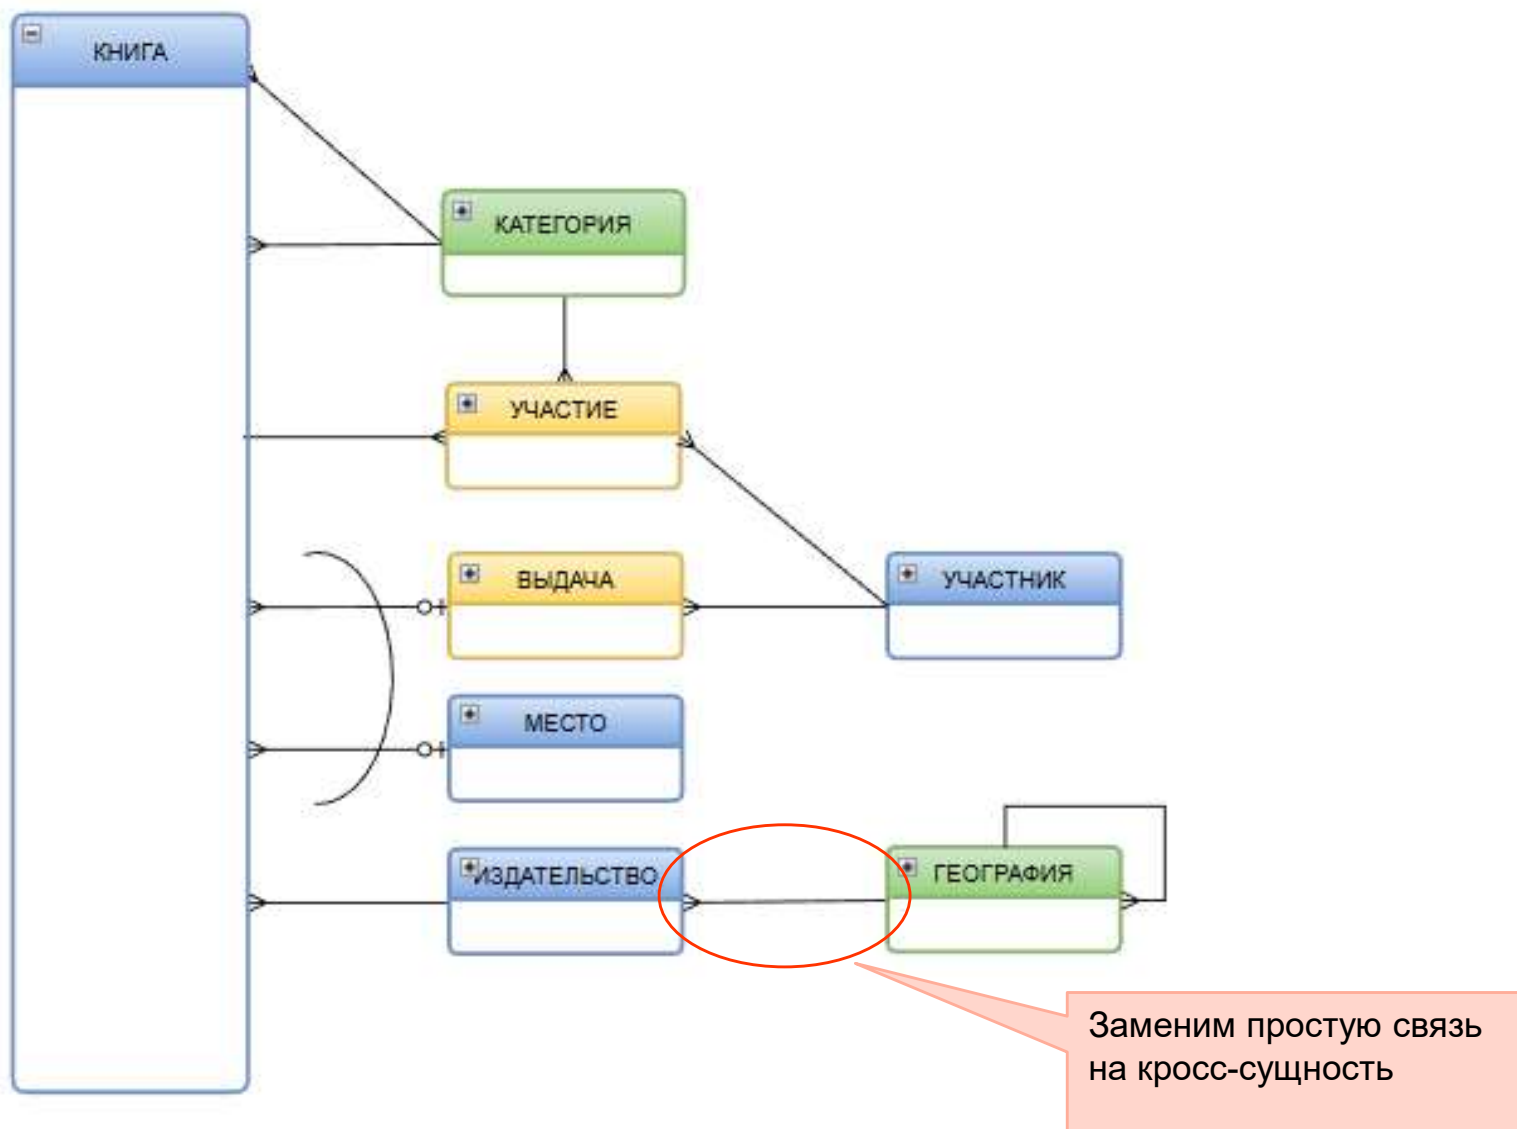 КНИГА
КАТЕГОРИЯ
УЧАСТИЕ
ВЫДАЧА
УЧАСТНИК
МЕСТО
ИЗДАТЕЛЬСТВО
ГЕОГРАФИЯ
Заменим простую связь
на кросс-сущность